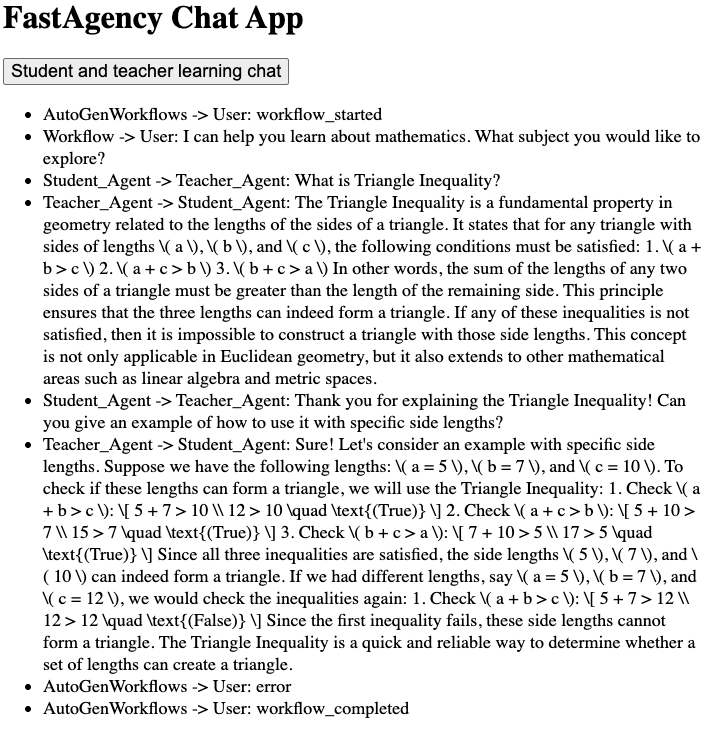 FastAgency Chat App
Student and teacher learning chat
• AutoGenWorkflows -> User: workflow_started
• Workflow -> User: I can help you learn about mathematics. What subject you would like to
explore?
• Student_Agent -> Teacher_Agent: What is Triangle Inequality?
• Teacher_Agent -> Student_Agent: The Triangle Inequality is a fundamental property in
geometry related to the lengths of the sides of a triangle. It states that for any triangle with
sides of lengths \( a \), \( b \), and \( c \), the following conditions must be satisfied: 1. \( a +
b > c \) 2. \( a + c > b \) 3. \( b + c > a \) In other words, the sum of the lengths of any two
sides of a triangle must be greater than the length of the remaining side. This principle
ensures that the three lengths can indeed form a triangle. If any of these inequalities is not
satisfied, then it is impossible to construct a triangle with those side lengths. This concept
is not only applicable in Euclidean geometry, but it also extends to other mathematical
areas such as linear algebra and metric spaces.
• Student_Agent -> Teacher_Agent: Thank you for explaining the Triangle Inequality! Can
you give an example of how to use it with specific side lengths?
• Teacher_Agent -> Student_Agent: Sure! Let's consider an example with specific side
lengths. Suppose we have the following lengths: \( a = 5 \), \( b = 7 \), and \( c = 10 \). To
check if these lengths can form a triangle, we will use the Triangle Inequality: 1. Check \( a
+ b > c \): \[ 5 + 7 > 10 \\ 12 > 10 \quad \text{(True)} \] 2. Check \( a + c > b \): \[ 5 + 10 >
7 \\ 15 > 7 \quad \text{(True)} \] 3. Check \( b + c > a \): \[ 7 + 10 > 5 \\ 17 > 5 \quad
\text{(True)} \] Since all three inequalities are satisfied, the side lengths \( 5 \), \( 7 \), and \
( 10 \) can indeed form a triangle. If we had different lengths, say \( a = 5 \), \( b = 7 \), and
\( c = 12 \), we would check the inequalities again: 1. Check \( a + b > c \): \[ 5 + 7 > 12 \\
12 > 12 \quad \text{(False)} \] Since the first inequality fails, these side lengths cannot
form a triangle. The Triangle Inequality is a quick and reliable way to determine whether a
set of lengths can create a triangle.
• AutoGenWorkflows -> User: error
• AutoGenWorkflows -> User: workflow_completed